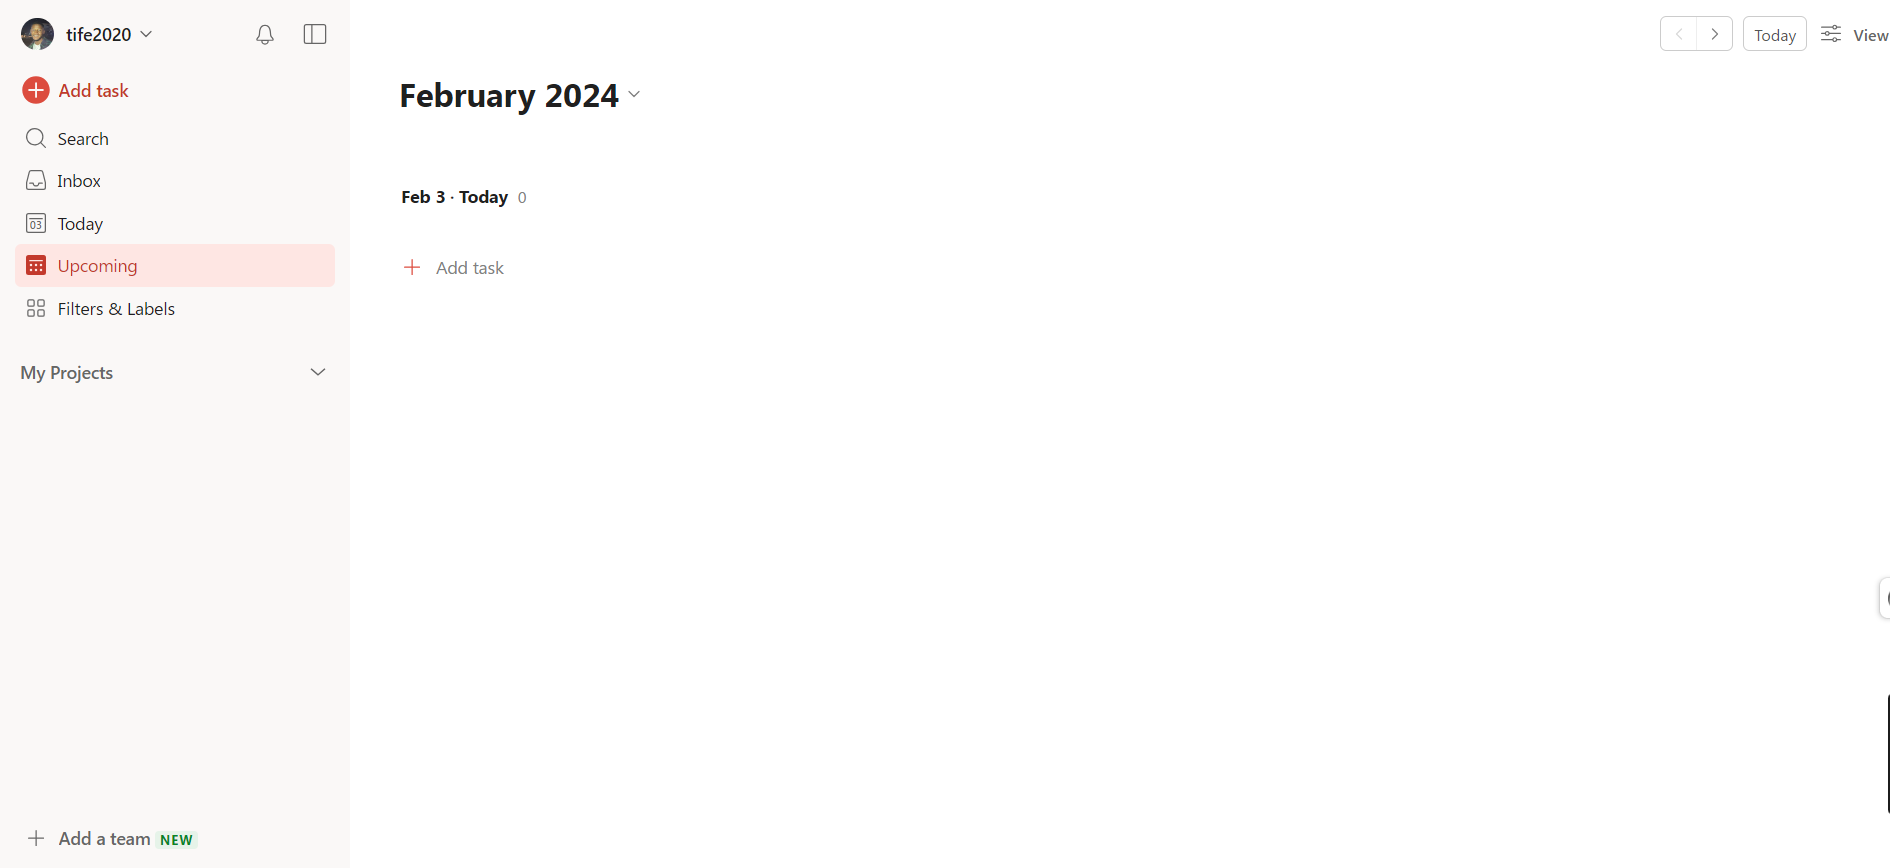 tife2020
Add task
Search
Inbox
03
Today
Upcoming
Filters & Labels
My Projects
Add a team NEW
Today
View
February 2024
Feb 3 · Today 0
Add task